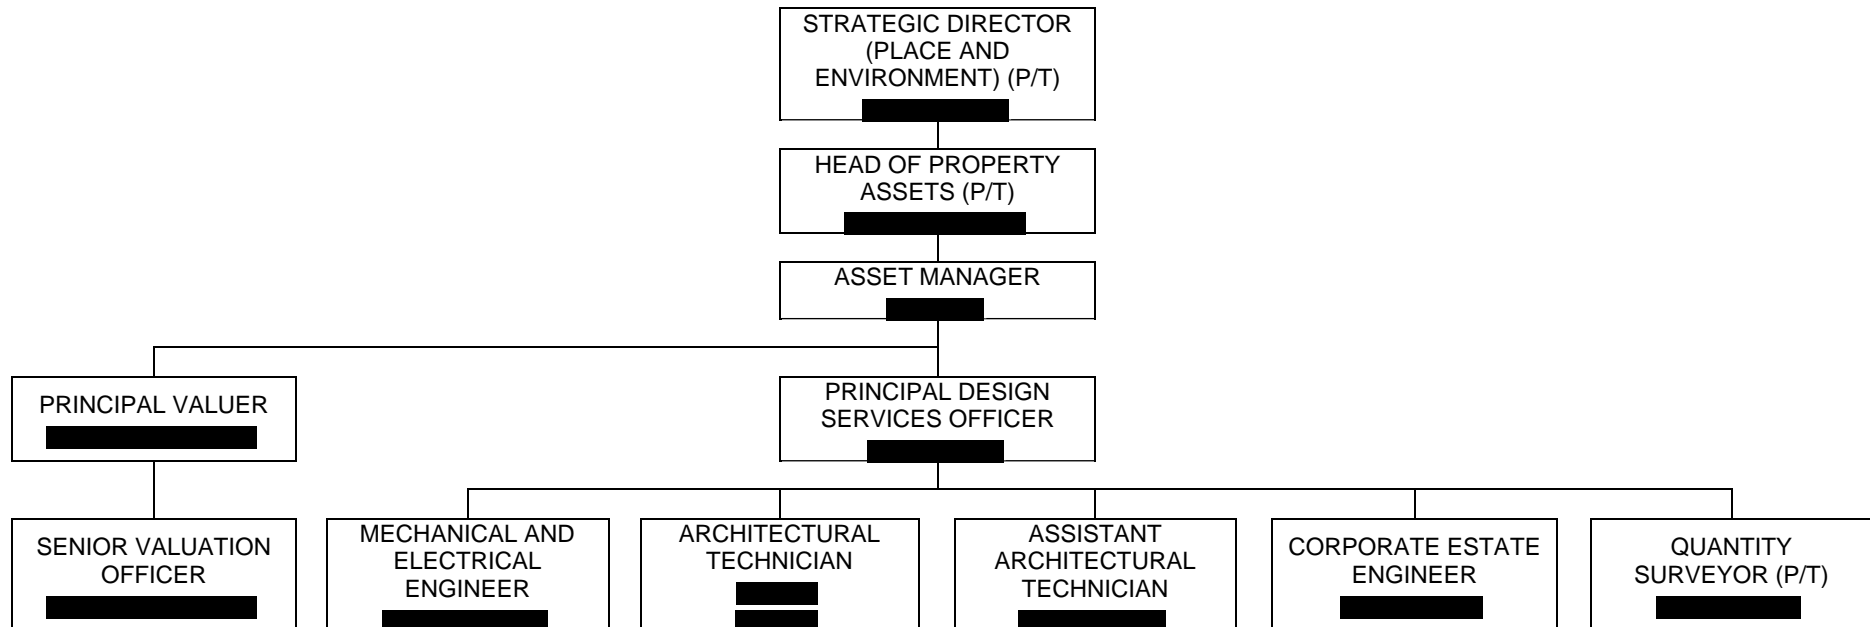 STRATEGIC DIRECTOR
(PLACE AND
ENVIRONMENT) (P/T)
HEAD OF PROPERTY
ASSETS (P/T)
ASSET MANAGER
PRINCIPAL VALUER
PRINCIPAL DESIGN
SERVICES OFFICER
SENIOR VALUATION
OFFICER
MECHANICAL AND
ELECTRICAL
ENGINEER
ARCHITECTURAL
TECHNICIAN
ASSISTANT
ARCHITECTURAL
TECHNICIAN
CORPORATE ESTATE
ENGINEER
QUANTITY
SURVEYOR (P/T)